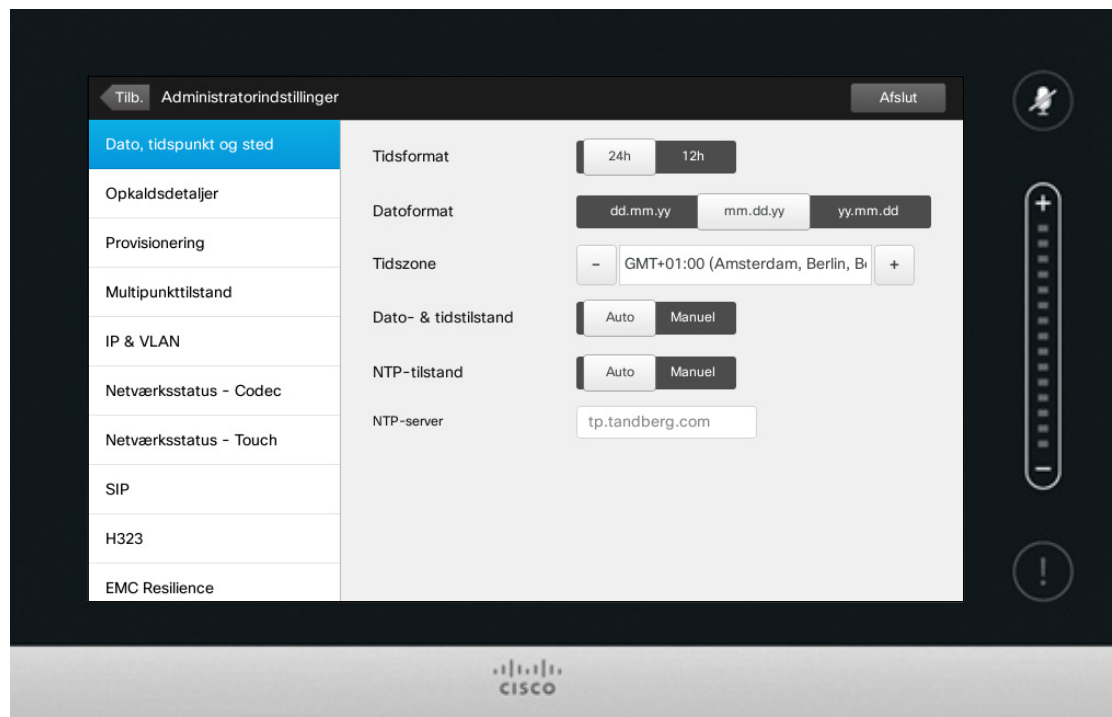 Tilb. Administratorindstillinger Afslut
Dato, tidspunkt og sted
Opkaldsdetaljer
Provisionering
Multipunkttilstand
IP & VLAN
Netværksstatus - Codec
Netværksstatus - Touch
SIP
H323
EMC Resilience
Tidsformat 24h 12h
Datoformat dd.mm.yy mm.dd.yy yy.mm.dd
Tidszone - GMT+01:00 (Amsterdam, Berlin, +
Dato- & tidstilstand Auto Manuel
NTP-tilstand Auto Manuel
NTP-server tp.tandberg.com
+
-
!
CISCO